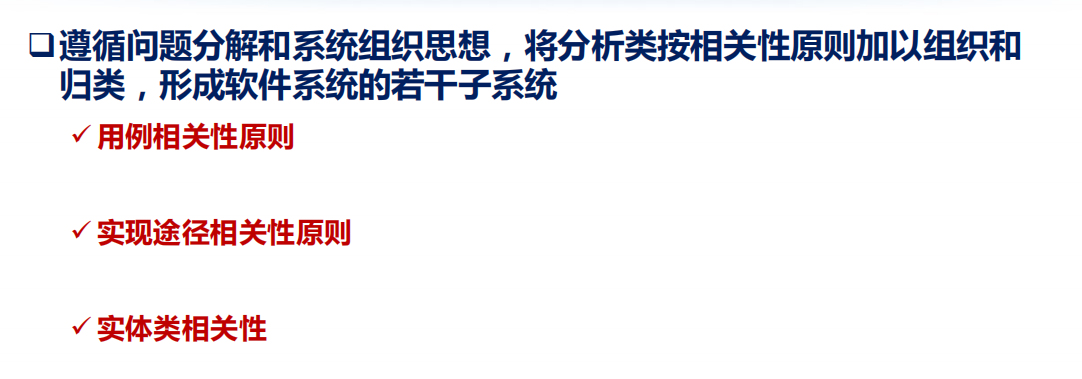 ❑遵循问题分解和系统组织思想，将分析类按相关性原则加以组织和
归类，形成软件系统的若干子系统
✓用例相关性原则
✓实现途径相关性原则
✓实体类相关性